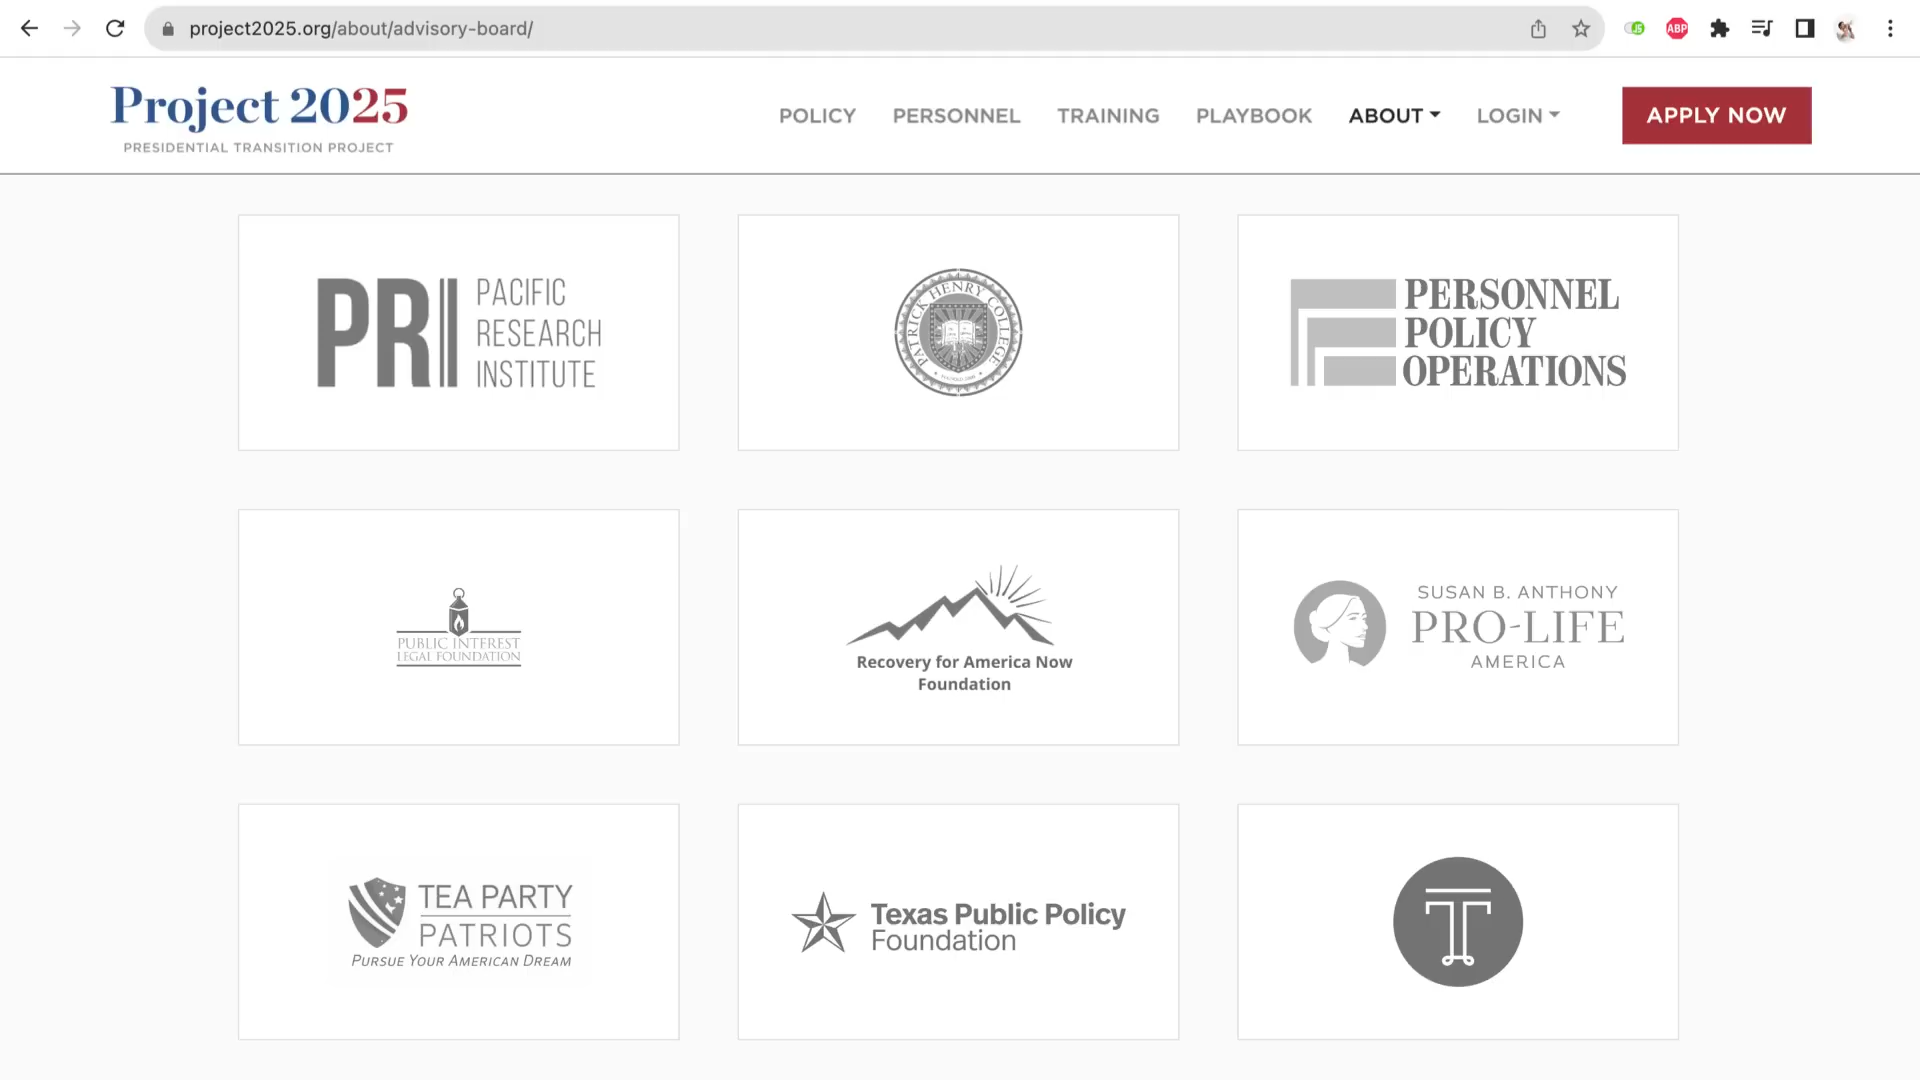 project2025.org/about/advisory-board/
JS
ABP
Project 2025
PRESIDENTIAL TRANSITION PROJECT
POLICY
PERSONNEL
TRAINING
PLAYBOOK
ABOUT
LOGIN
APPLY NOW
PRI
PACIFIC
RESEARCH
INSTITUTE
PATRICK HENRY COLLEGE
PERSONNEL
POLICY
OPERATIONS
PUBLIC INTEREST
LEGAL FOUNDATION
Recovery for America Now
Foundation
SUSAN B. ANTHONY
PRO-LIFE
AMERICA
TEA PARTY
PATRIOTS
PURSUE YOUR AMERICAN DREAM
Texas Public Policy
Foundation
T